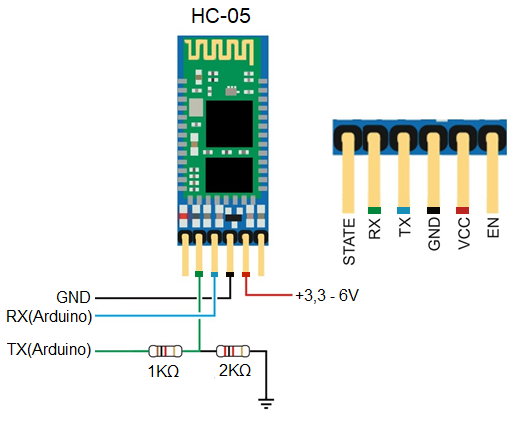 HC-05
STATE
RX
TX
GND
VCC
EN
GND
+3,3 - 6V
RX(Arduino)
TX(Arduino)
1KΩ
2KΩ